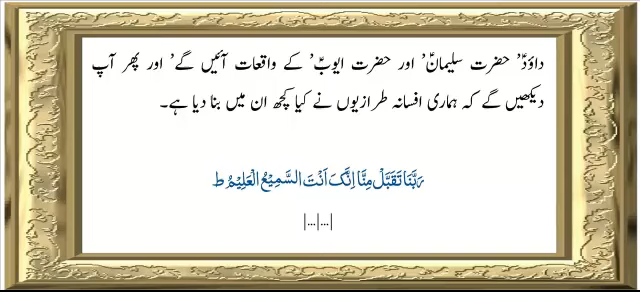 داؤدؑ' حضرت سلیمانؑ' اور حضرت ایوبؑ' کے واقعات آئیں گے' اور پھر آپ
دیکھیں گے کہ ہماری افسانہ طرازیوں نے کیا کچھ ان میں بنا دیا ہے۔
رَبَّنَا تَقَبَّلْ مِنَّا اِنَّکَ اَنْتَ السَّمِیْعُ الْعَلِیْمُ ط
|...|...|